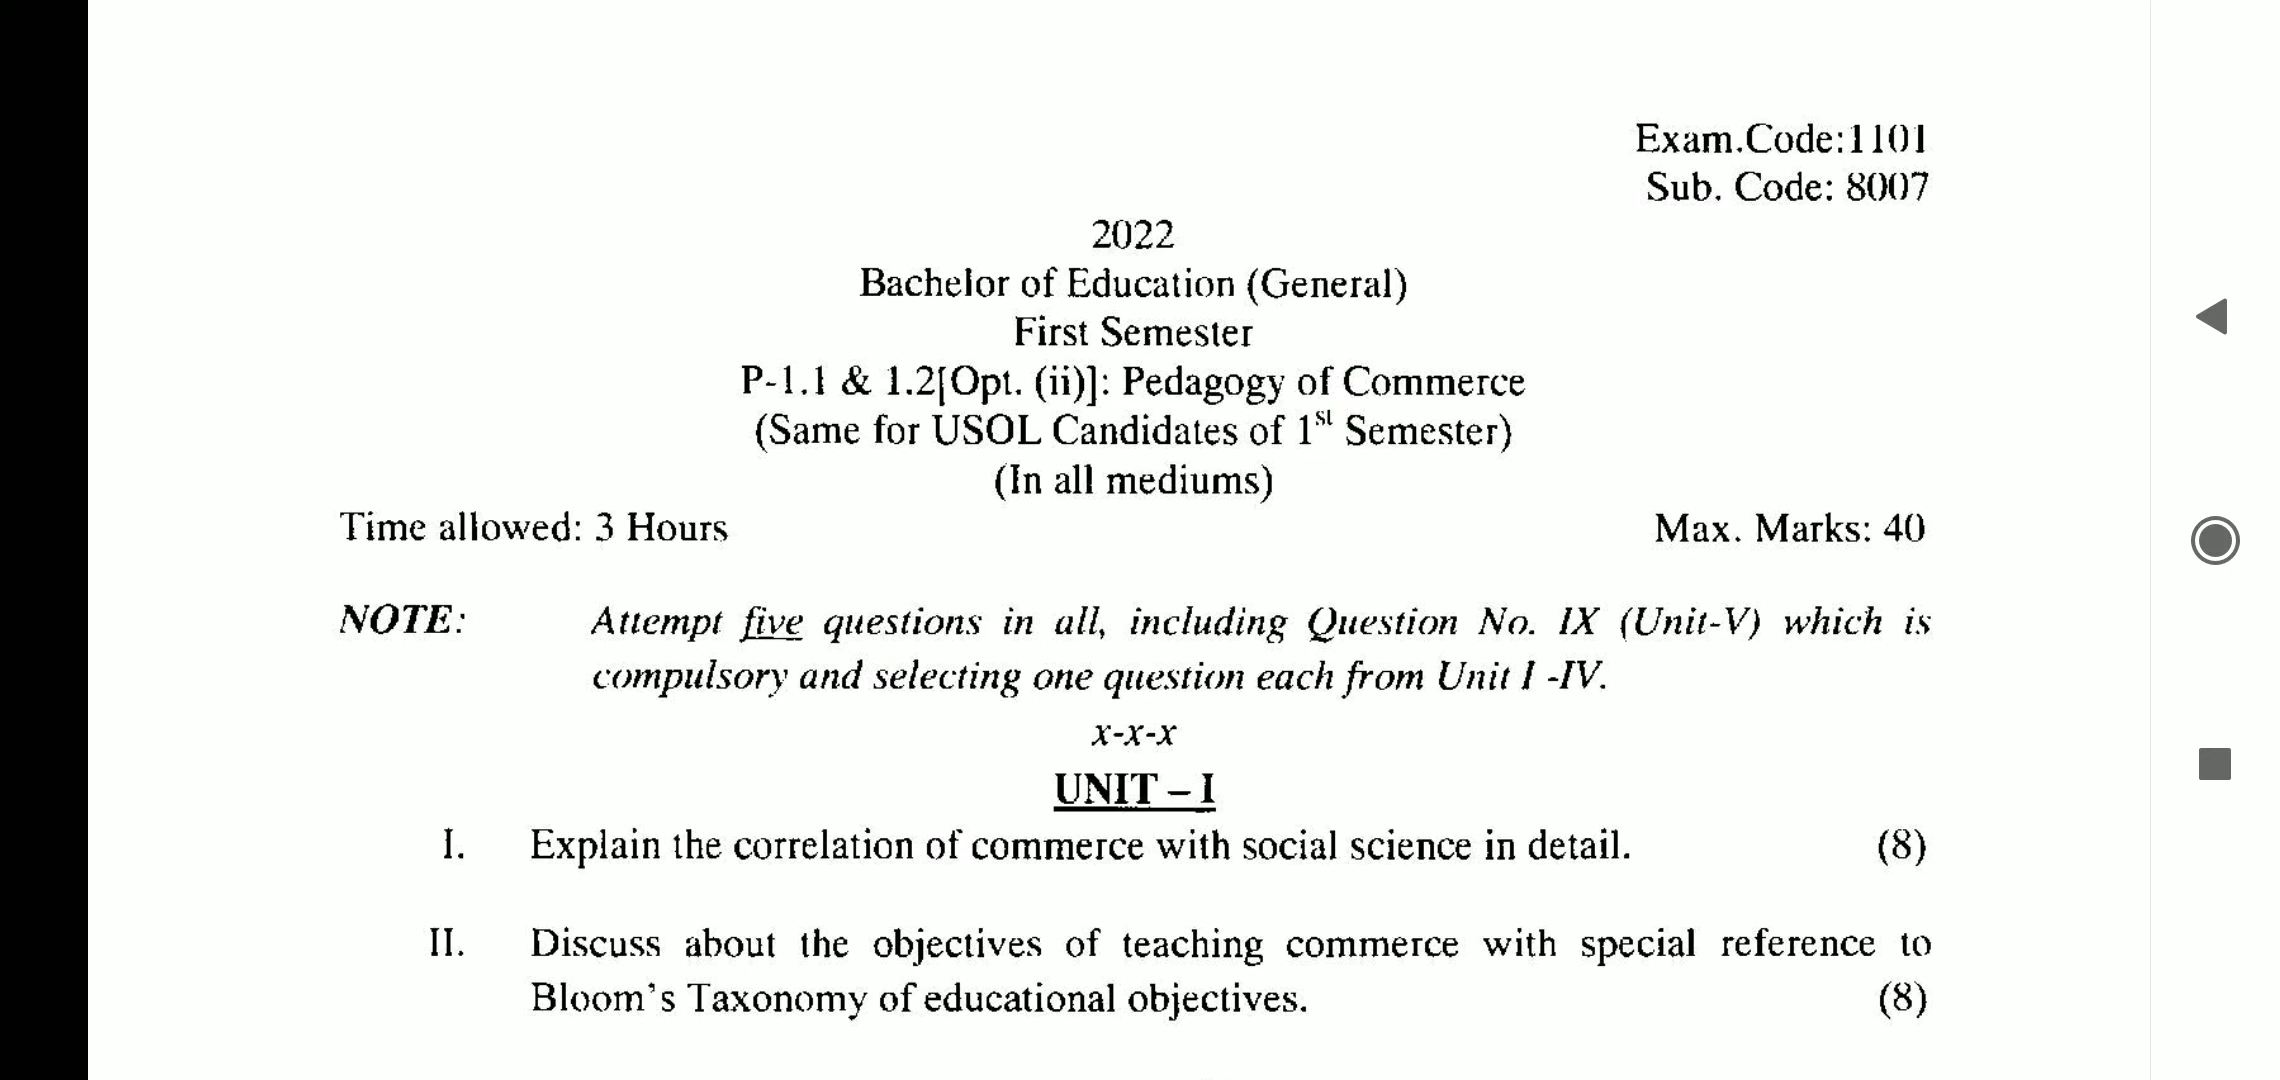 Exam.Code:1101
Sub. Code: 8007
2022
Bachelor of Education (General)
First Semester
P-1.1 & 1.2[Opt. (ii)]: Pedagogy of Commerce
(Same for USOL Candidates of 1st Semester)
(In all mediums)
Time allowed: 3 Hours Max. Marks: 40
NOTE: Attempt five questions in all, including Question No. IX (Unit-V) which is
compulsory and selecting one question each from Unit I -IV.
x-x-x
UNIT – I
I. Explain the correlation of commerce with social science in detail. (8)
II. Discuss about the objectives of teaching commerce with special reference to
Bloom's Taxonomy of educational objectives. (8)